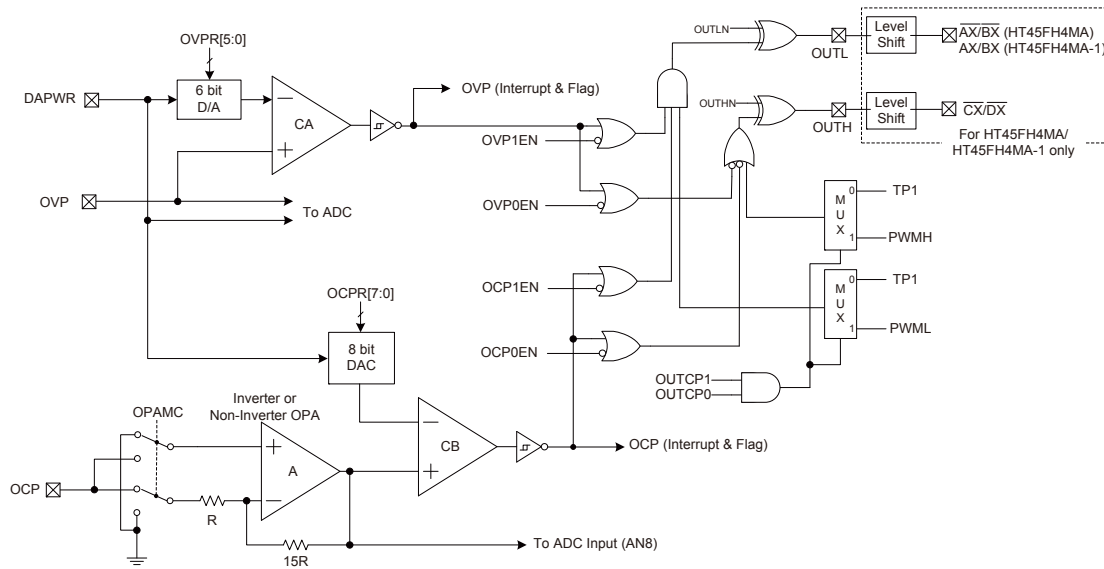 OVPR[5:0]
DAPWR
6 bit
D/A
CA
OVP (Interrupt & Flag)
OVP
To ADC
OVP1EN
OVP0EN
OUTLN
OUTL
Level
Shift
AX/BX (HT45FH4MA)
AX/BX (HT45FH4MA-1)
OUTHN
OUTH
Level
Shift
CX/DX
For HT45FH4MA/
HT45FH4MA-1 only
M
U
X
0
1
TP1
PWMH
OCPR[7:0]
8 bit
DAC
OCP1EN
OCP0EN
M
U
X
0
1
TP1
PWML
OUTCP1
OUTCP0
Inverter or
Non-Inverter OPA
OPAMC
A
CB
OCP (Interrupt & Flag)
OCP
R
15R
To ADC Input (AN8)